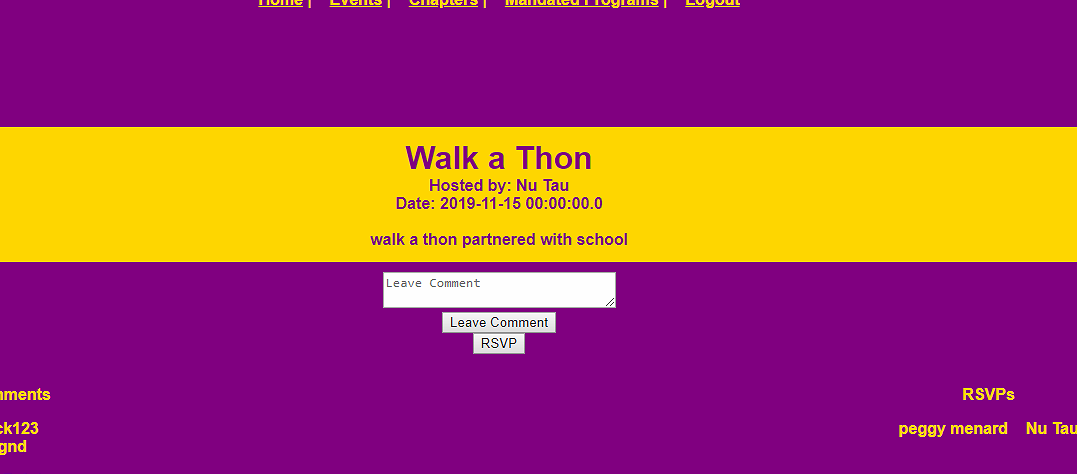 Home | Events | Chapters | Mandated Programs | Logout
Walk a Thon
Hosted by: Nu Tau
Date: 2019-11-15 00:00:00.0
walk a thon partnered with school
Leave Comment
Leave Comment
RSVP
mments RSVPs
ck123 peggy menard Nu Tau
gnd